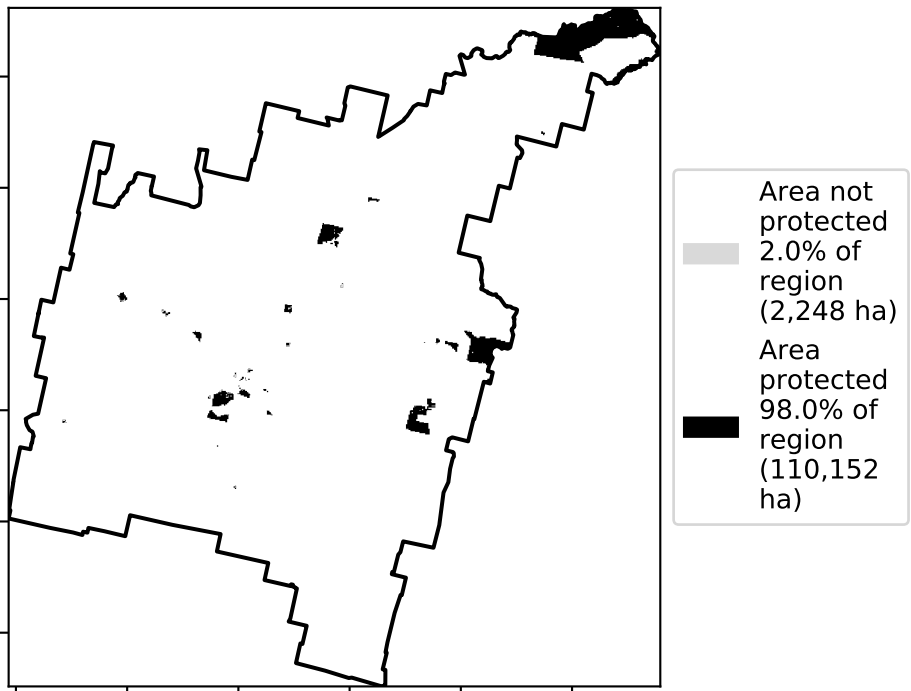 Area not
protected
2.0% of
region
(2,248 ha)
Area
protected
98.0% of
region
(110,152
ha)